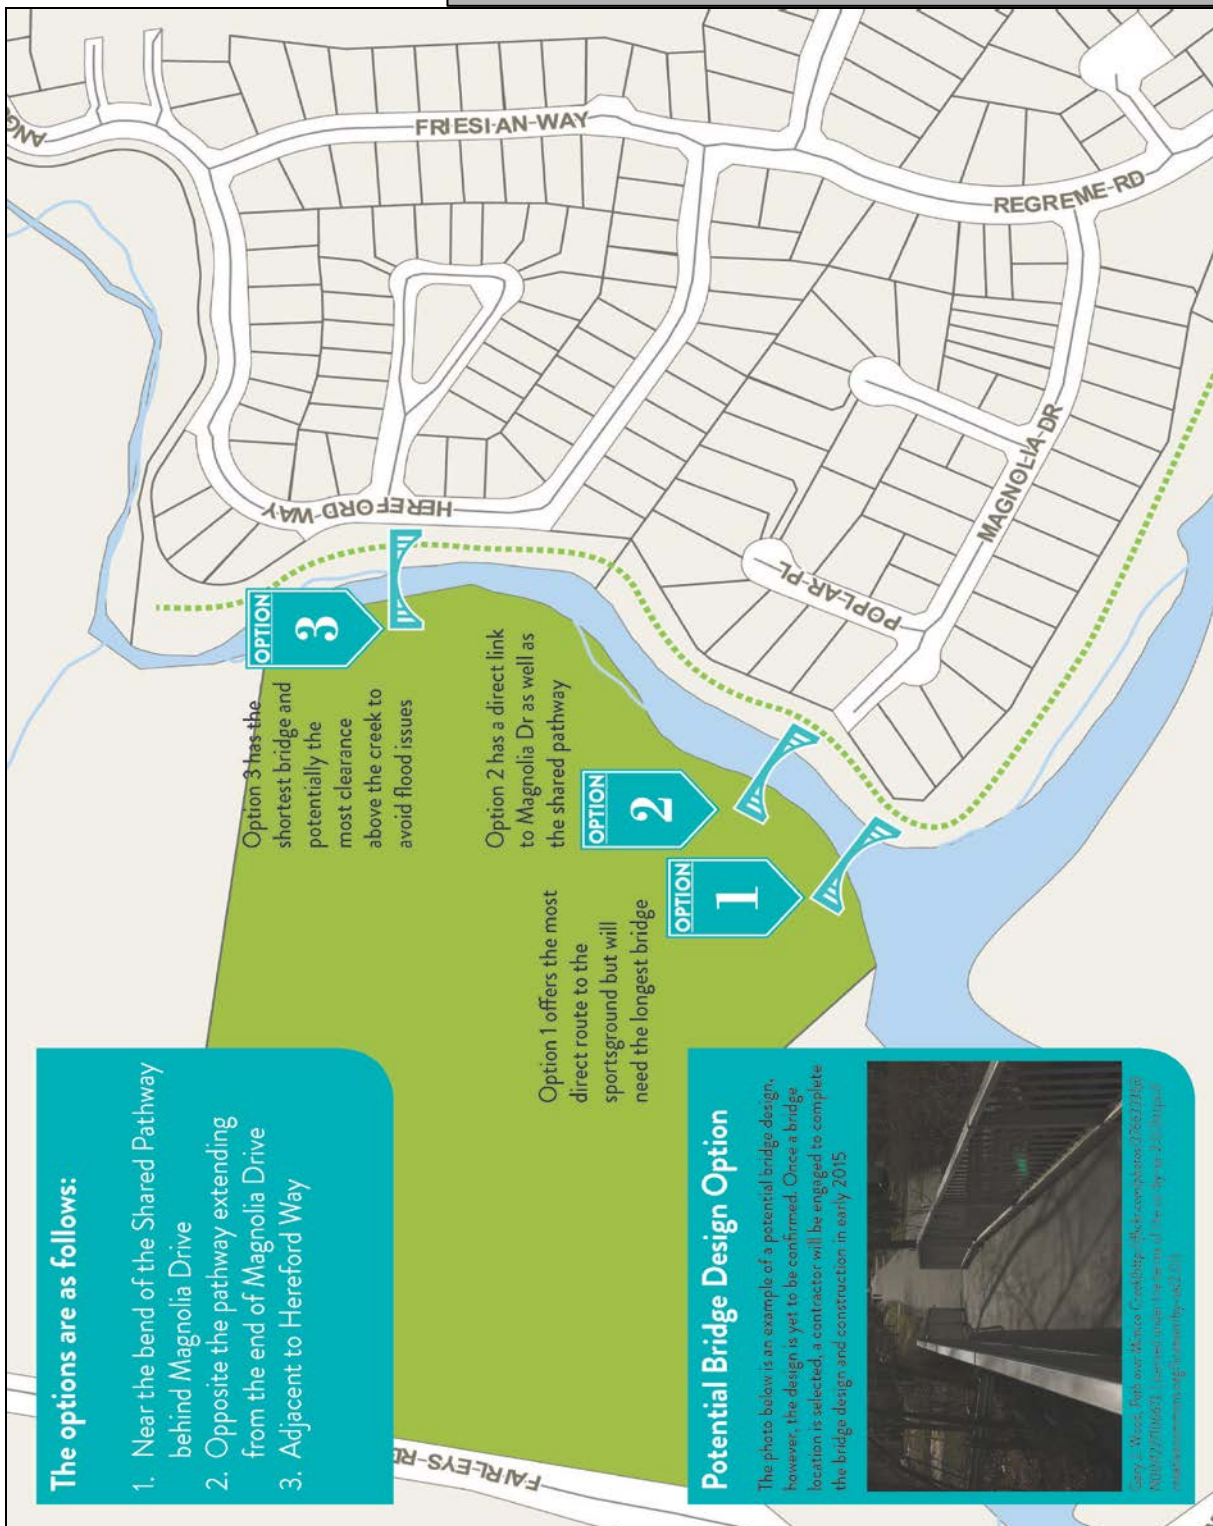 The options are as follows:
1. Near the bend of the Shared Pathway
behind Magnolia Drive
2. Opposite the pathway extending
from the end of Magnolia Drive
3. Adjacent to Hereford Way
Option 3 has the
shortest bridge and
potentially the
most clearance
above the creek to
avoid flood issues
OPTION
3
Option 2 has a direct link
to Magnolia Dr as well as
the shared pathway
OPTION
2
Option 1 offers the most
direct route to the
sportsground but will
need the longest bridge
OPTION
1
Potential Bridge Design Option
The photo below is an example of a potential bridge design,
however, the design is yet to be confirmed. Once a bridge
location is selected, a contractor will be engaged to complete
the bridge design and construction in early 2015
FAIRLEYS-RD
HEREFORD-WAY
FRIESIAN-WAY
REGREME-RD
MAGNOLIA-DR
POPLAR-PL